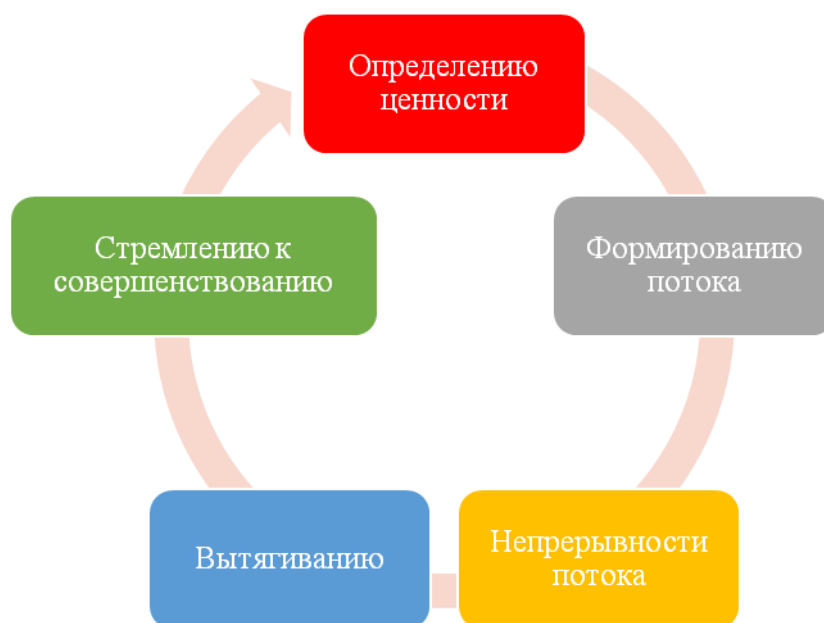 Определению
ценности
Формированию
потока
Непрерывности
потока
Вытягиванию
Стремлению к
совершенствованию